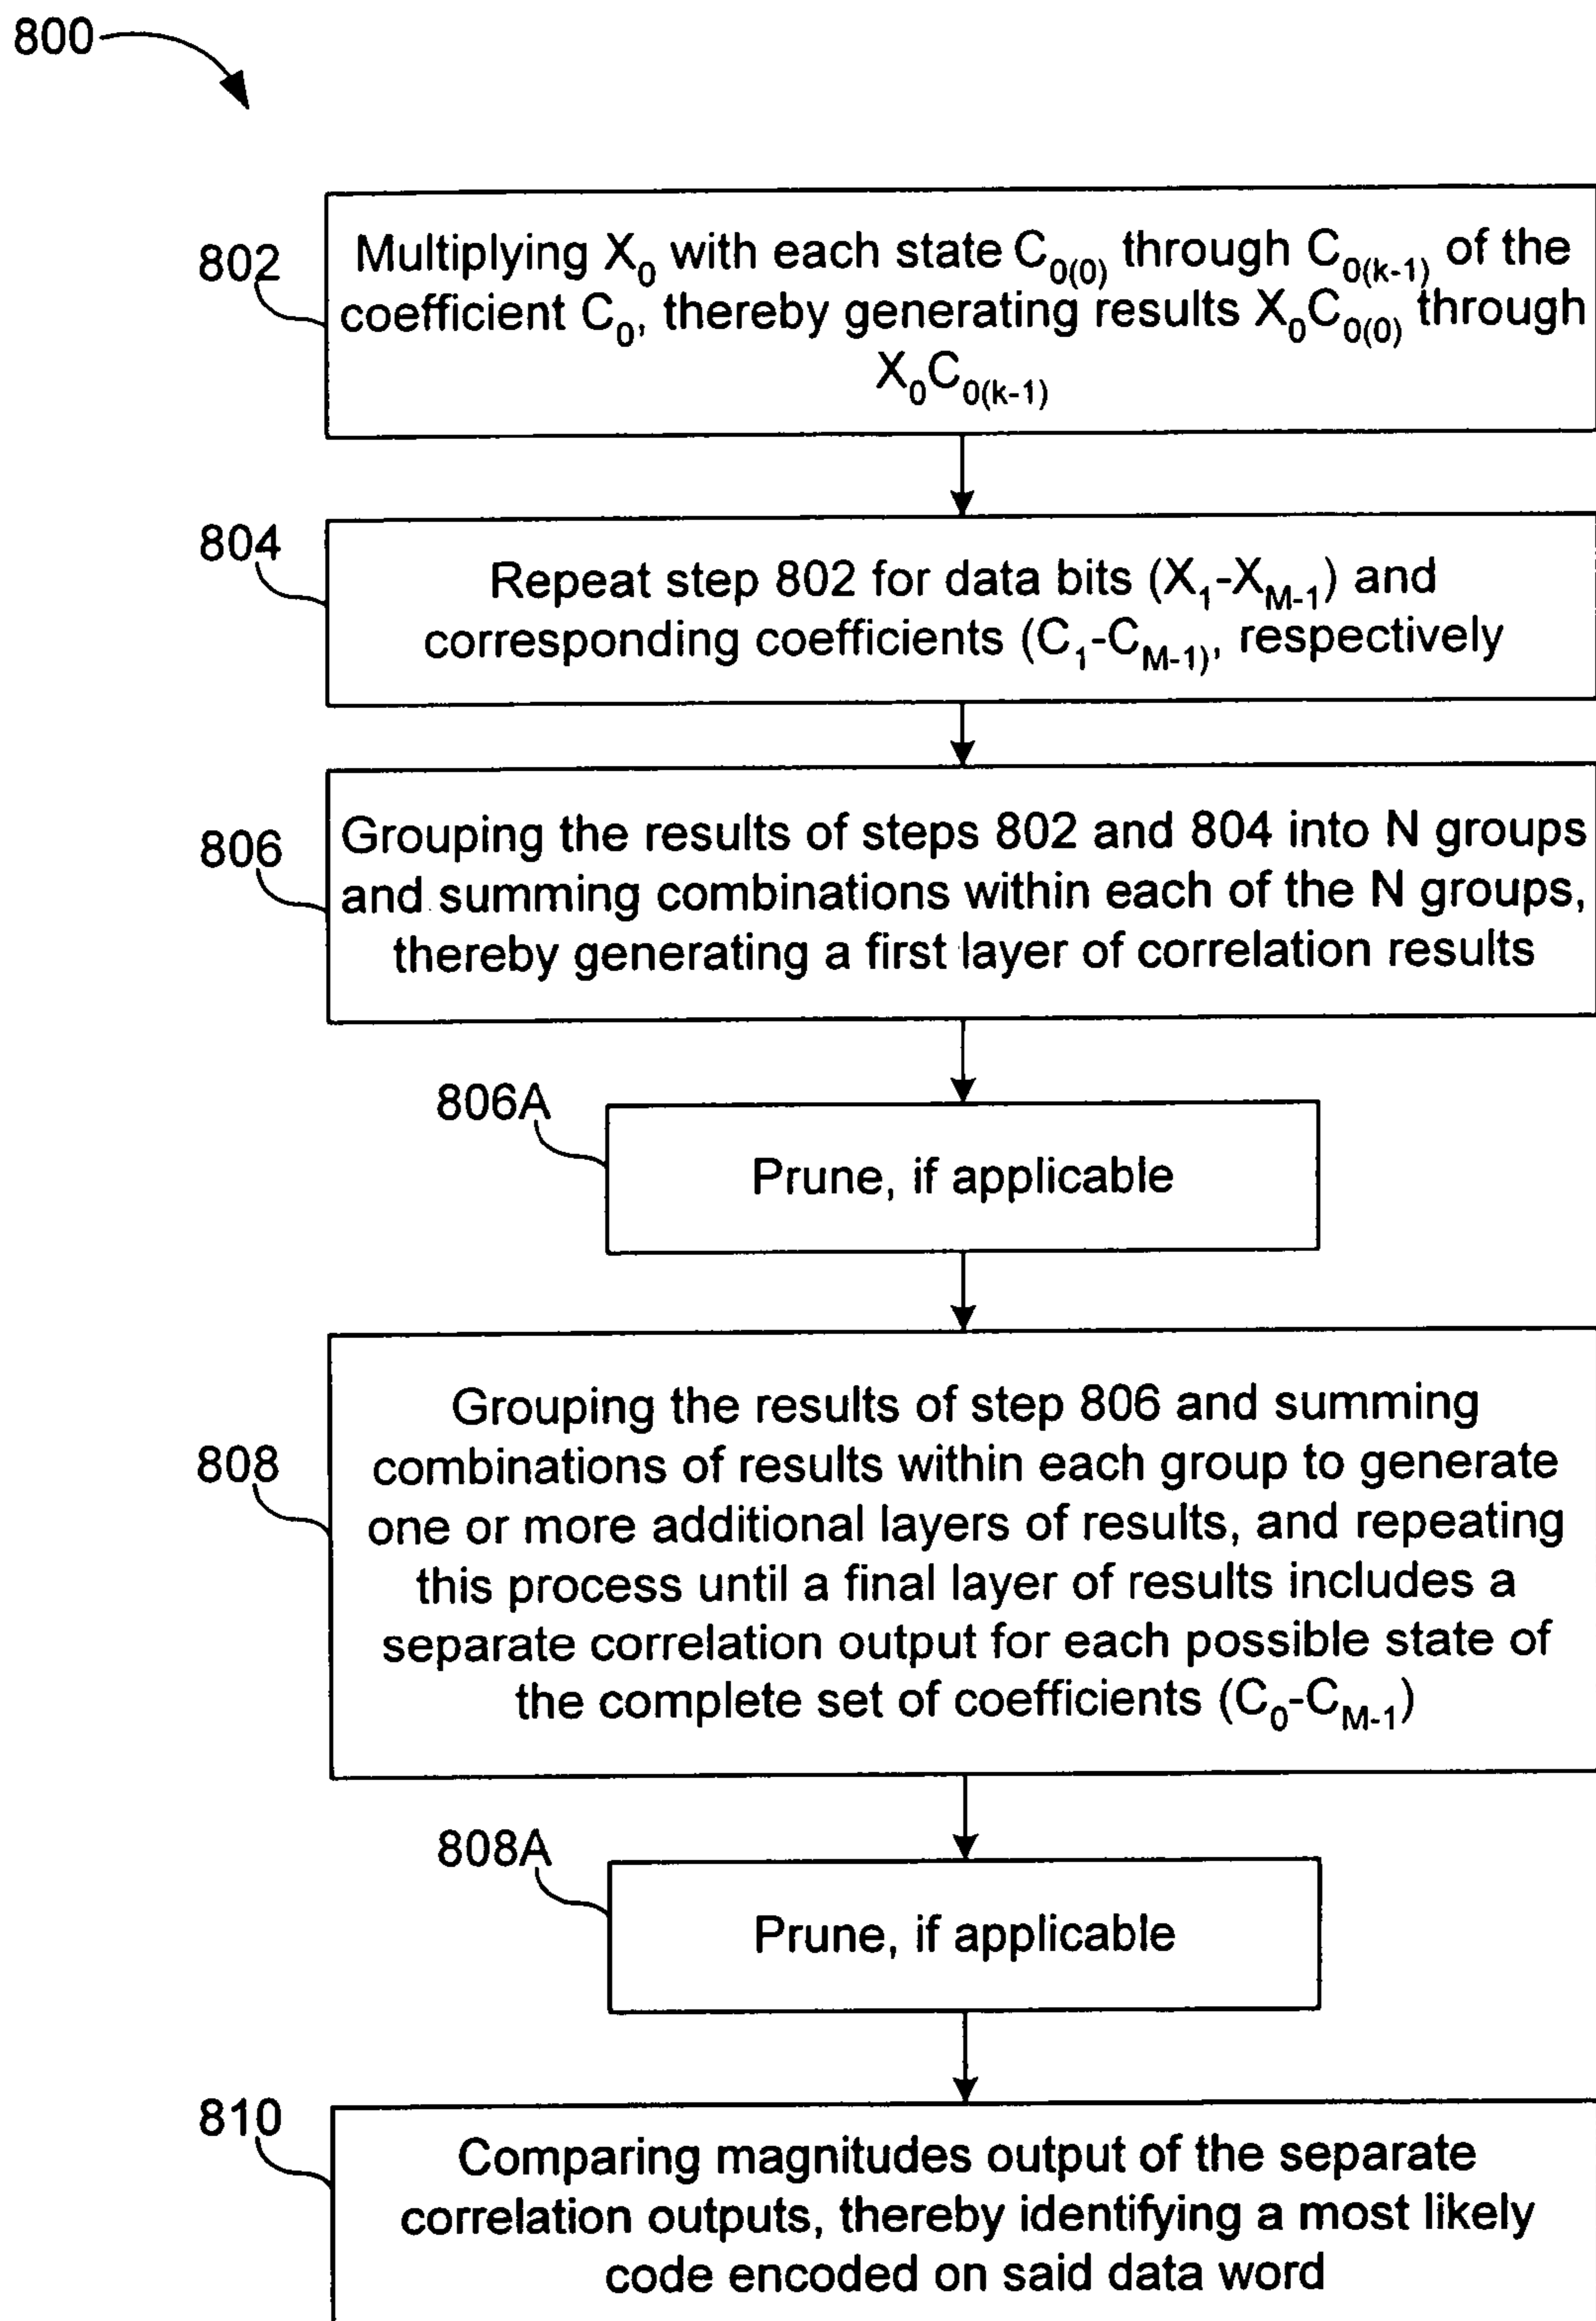 800
802
Multiplying X₀ with each state C₀₍₀₎ through C₀₍ₖ₋₁₎ of the
coefficient C₀, thereby generating results X₀C₀₍₀₎ through
X₀C₀₍ₖ₋₁₎
804
Repeat step 802 for data bits (X₁-X_M-1) and
corresponding coefficients (C₁-C_M-1), respectively
806
Grouping the results of steps 802 and 804 into N groups
and summing combinations within each of the N groups,
thereby generating a first layer of correlation results
806A
Prune, if applicable
808
Grouping the results of step 806 and summing
combinations of results within each group to generate
one or more additional layers of results, and repeating
this process until a final layer of results includes a
separate correlation output for each possible state of
the complete set of coefficients (C₀-C_M-1)
808A
Prune, if applicable
810
Comparing magnitudes output of the separate
correlation outputs, thereby identifying a most likely
code encoded on said data word